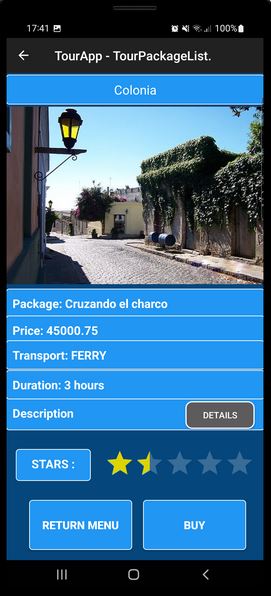 17:41 100%
TourApp - TourPackageList.
Colonia
Package: Cruzando el charco
Price: 45000.75
Transport: FERRY
Duration: 3 hours
Description DETAILS
STARS :
RETURN MENU BUY